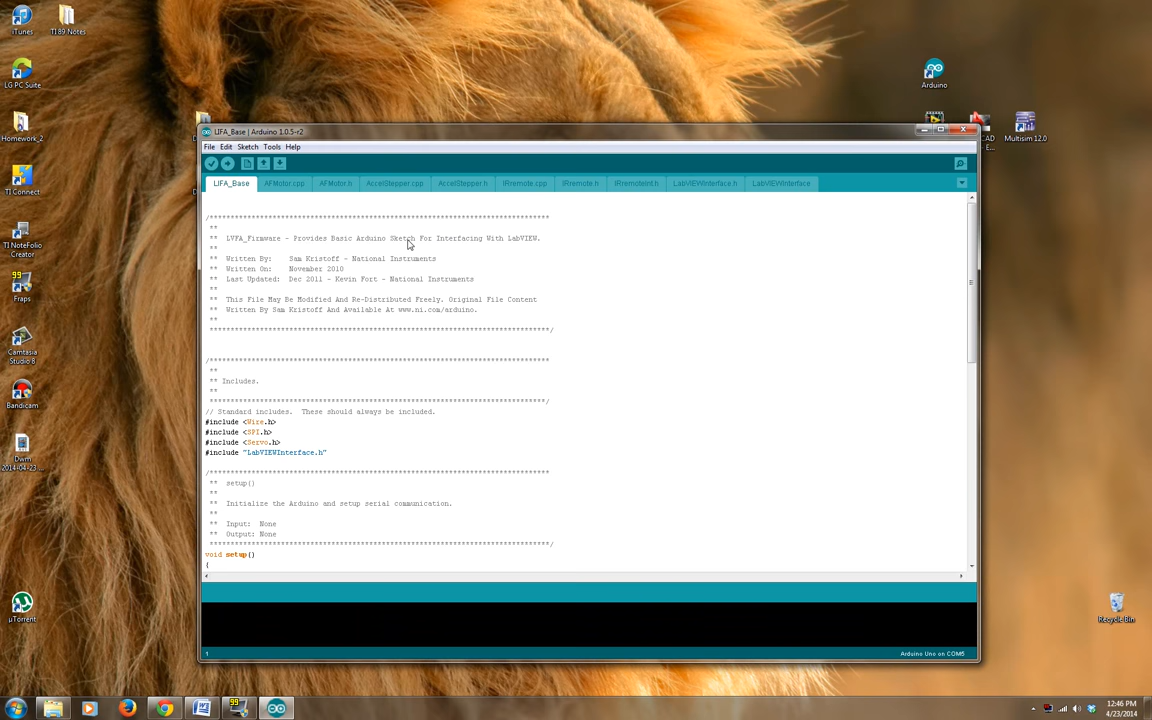 iTunes
TI89 Notes
LG PC Suite
Homework_2
TI Connect
TI NoteFolio
Creator
99
Fraps
Camtasia
Studio 8
Bandicam
Dwm
2014-04-23...
µTorrent
Arduino
CAD
- E...
Multisim 12.0
Recycle Bin
LIFA_Base | Arduino 1.0.5-r2
File Edit Sketch Tools Help
LIFA_Base AFMotor.cpp AFMotor.h AccelStepper.cpp AccelStepper.h IRremote.cpp IRremote.h IRremoteInt.h LabVIEWInterface.h LabVIEWInterface
/*********************************************************************************
**
** LVFA_Firmware - Provides Basic Arduino Sketch For Interfacing With LabVIEW.
**
** Written By: Sam Kristoff - National Instruments
** Written On: November 2010
** Last Updated: Dec 2011 - Kevin Fort - National Instruments
**
** This File May Be Modified And Re-Distributed Freely. Original File Content
** Written By Sam Kristoff And Available At www.ni.com/arduino.
**
*********************************************************************************/
/*********************************************************************************
**
** Includes.
**
********************************************************************************/
// Standard includes. These should always be included.
#include <Wire.h>
#include <SPI.h>
#include <Servo.h>
#include "LabVIEWInterface.h"
/*********************************************************************************
** setup()
**
** Initialize the Arduino and setup serial communication.
**
** Input: None
** Output: None
*********************************************************************************/
void setup()
{
1
Arduino Uno on COM5
99
12:46 PM
4/23/2014